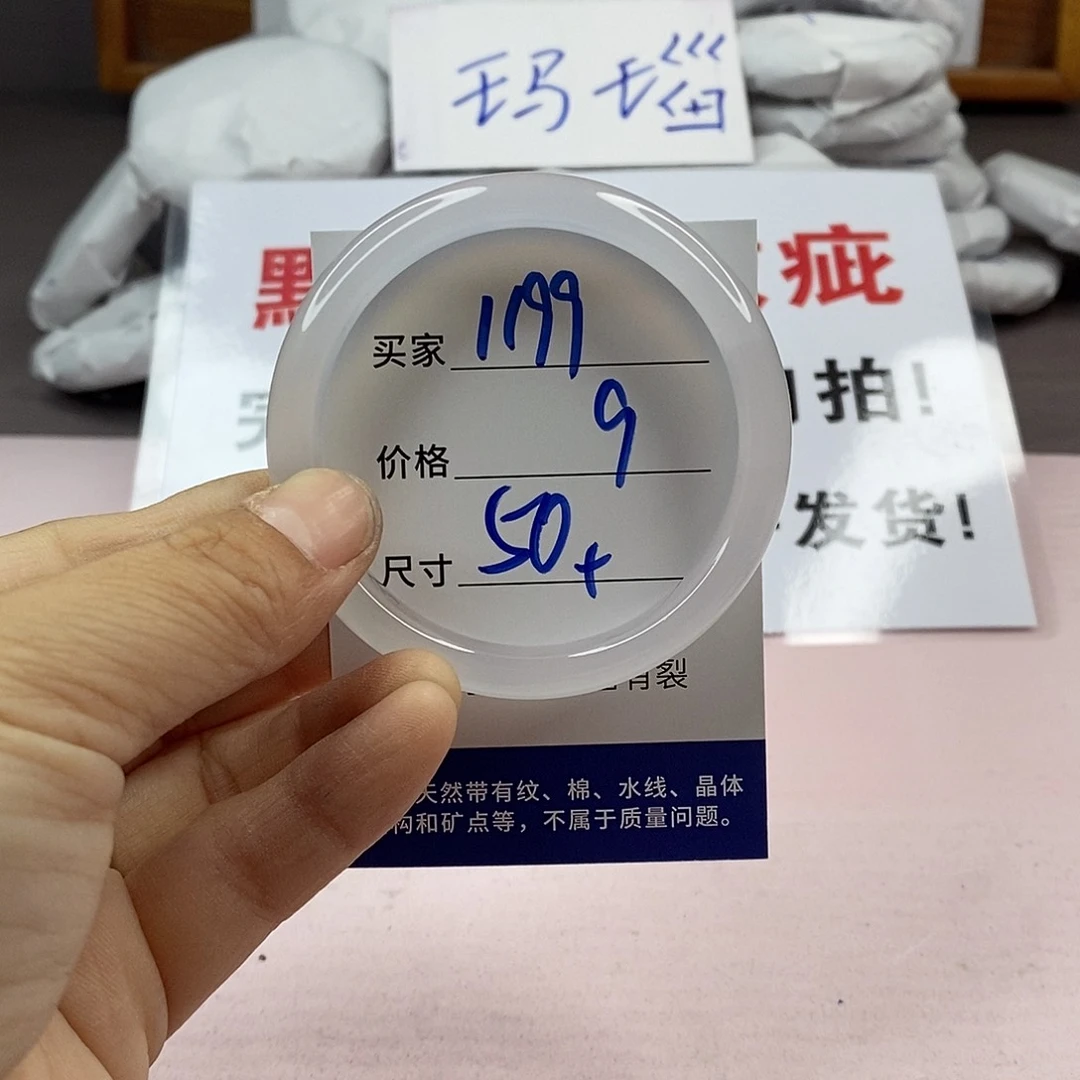 玛瑙
疵
拍!
买家 1199
价格 9
尺寸 50+
发货!
有裂
天然带有纹、棉、水线、晶体
构和矿点等，不属于质量问题。